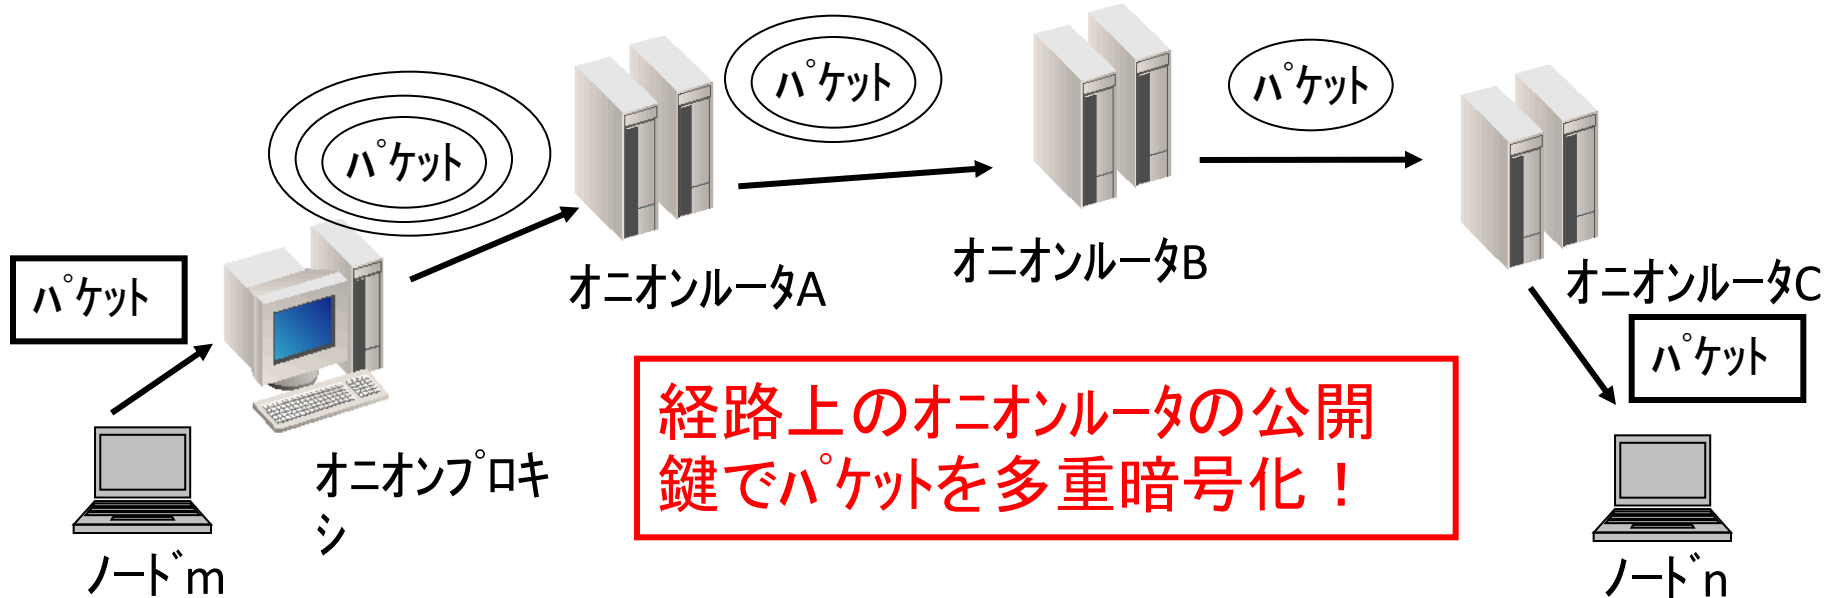 ﾊﾟｹｯﾄ
ﾊﾟｹｯﾄ
ﾊﾟｹｯﾄ
ﾊﾟｹｯﾄ
ｵﾆｵﾝﾙｰﾀA
ｵﾆｵﾝﾙｰﾀB
ｵﾆｵﾝﾙｰﾀC
ﾊﾟｹｯﾄ
経路上のｵﾆｵﾝﾙｰﾀの公開
鍵でﾊﾟｹｯﾄを多重暗号化！
ｵﾆｵﾝﾌﾟﾛｷ
ｼ
ﾉｰﾄﾞm
ﾉｰﾄﾞn